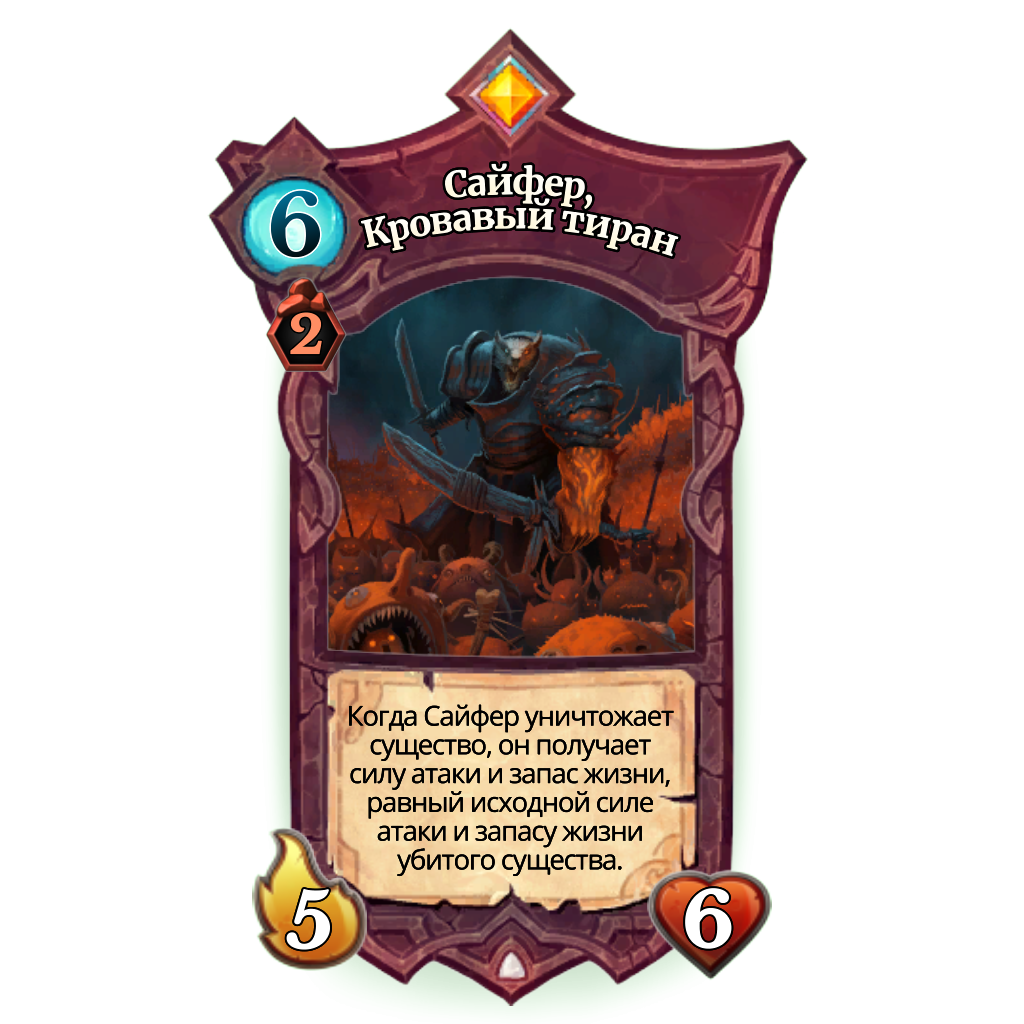 6
Сайфер,
Кровавый тиран
2
Когда Сайфер уничтожает
существо, он получает
силу атаки и запас жизни,
равный исходной силе
атаки и запасу жизни
убитого существа.
5
6